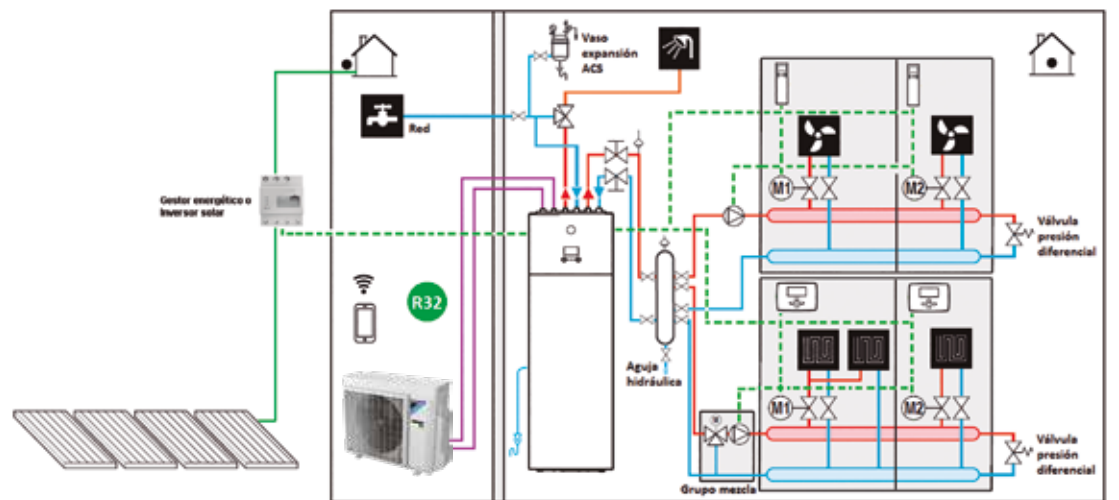 Vaso
expansión
ACS
Red
Gestor energético o
Inversor solar
R32
M1
M2
Válvula
presión
diferencial
Aguja
hidráulica
M1
M2
Válvula
presión
diferencial
Grupo mezcla